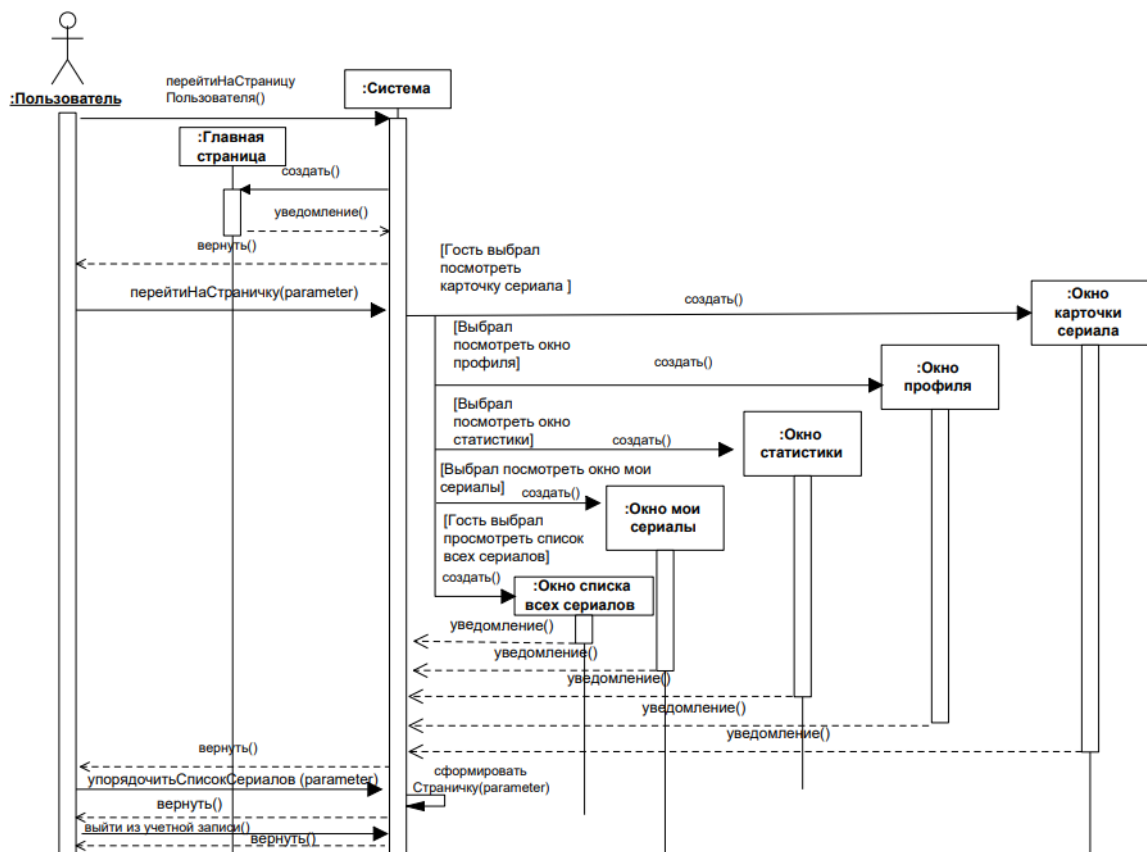 перейтиНаСтраницу
Пользователя()
:Пользователь
:Система
:Главная
страница
создать()
уведомление()
вернуть()
[Гость выбрал
посмотреть
карточку сериала ]
перейтиНаСтраничку(parameter)
создать()
:Окно
карточки
сериала
[Выбрал
посмотреть окно
профиля]
создать()
:Окно
профиля
[Выбрал
посмотреть окно
статистики]
создать()
:Окно
статистики
[Выбрал посмотреть окно мои
сериалы]
создать()
:Окно мои
сериалы
[Гость выбрал
просмотреть список
всех сериалов]
создать()
:Окно списка
всех сериалов
уведомление()
уведомление()
уведомление()
уведомление()
уведомление()
вернуть()
упорядочитьСписокСериалов (parameter)
сформировать
Страничку(parameter)
вернуть()
выйти из учетной записи()
вернуть()